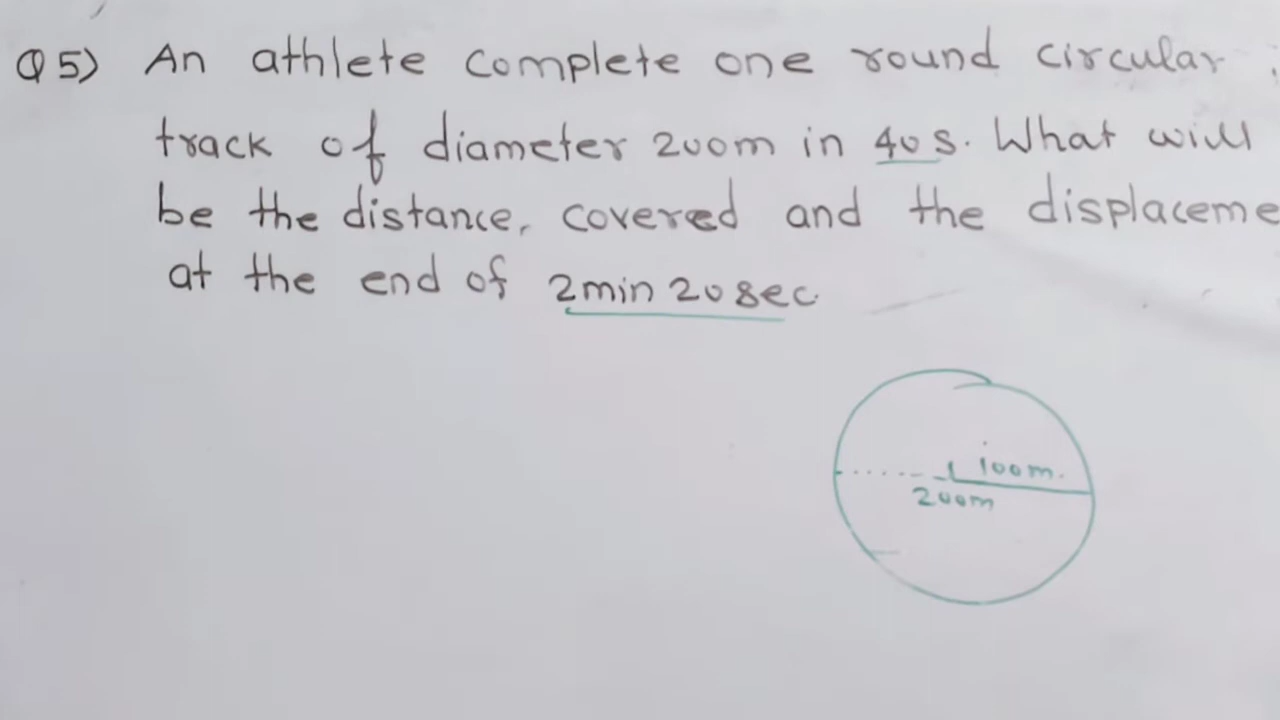 Q5) An athlete complete one round circular
track of diameter 200m in 40s. What will
be the distance, covered and the displaceme
at the end of 2min 20sec.
100m.
200m